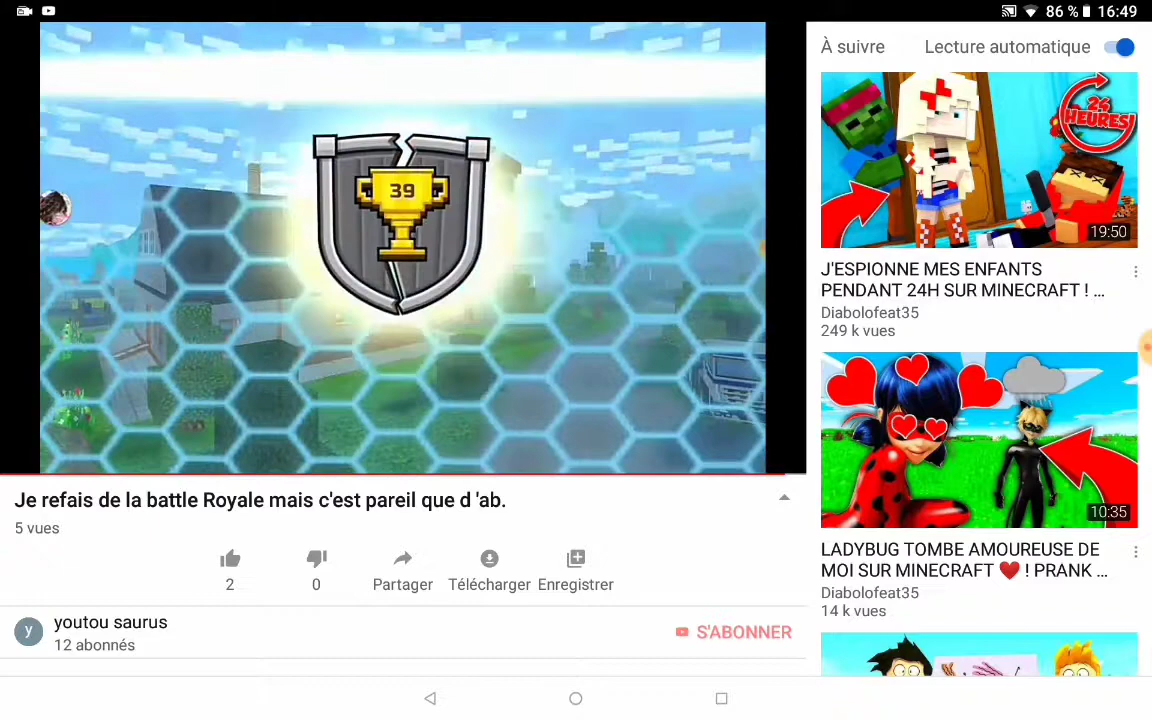 86 % 16:49
39
Je refais de la battle Royale mais c'est pareil que d 'ab.
5 vues
2
0
Partager
Télécharger
Enregistrer
y
youtou saurus
12 abonnés
S'ABONNER
À suivre
Lecture automatique
24
HEURES!
19:50
J'ESPIONNE MES ENFANTS
PENDANT 24H SUR MINECRAFT ! ...
Diabolofeat35
249 k vues
10:35
LADYBUG TOMBE AMOUREUSE DE
MOI SUR MINECRAFT ❤️ ! PRANK ...
Diabolofeat35
14 k vues